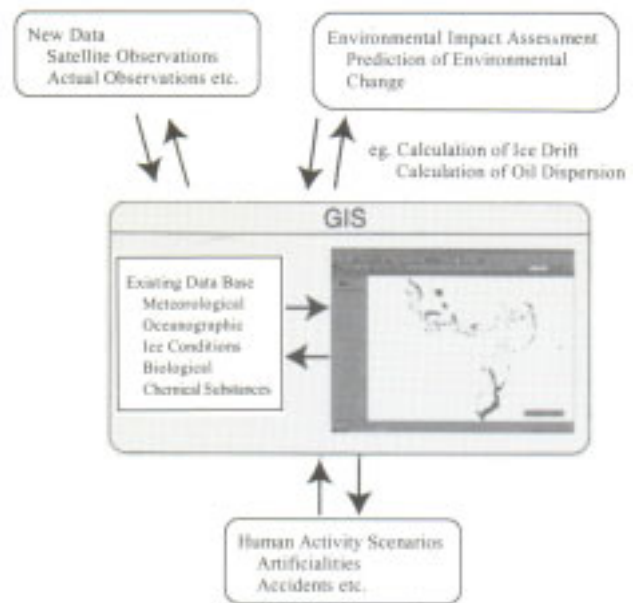 New Data
Satellite Observations
Actual Observations etc.
Environmental Impact Assessment
Prediction of Environmental
Change
eg. Calculation of Ice Drift
Calculation of Oil Dispersion
GIS
Existing Data Base
Meteorological
Oceanographic
Ice Conditions
Biological
Chemical Substances
Human Activity Scenarios
Artificialities
Accidents etc.